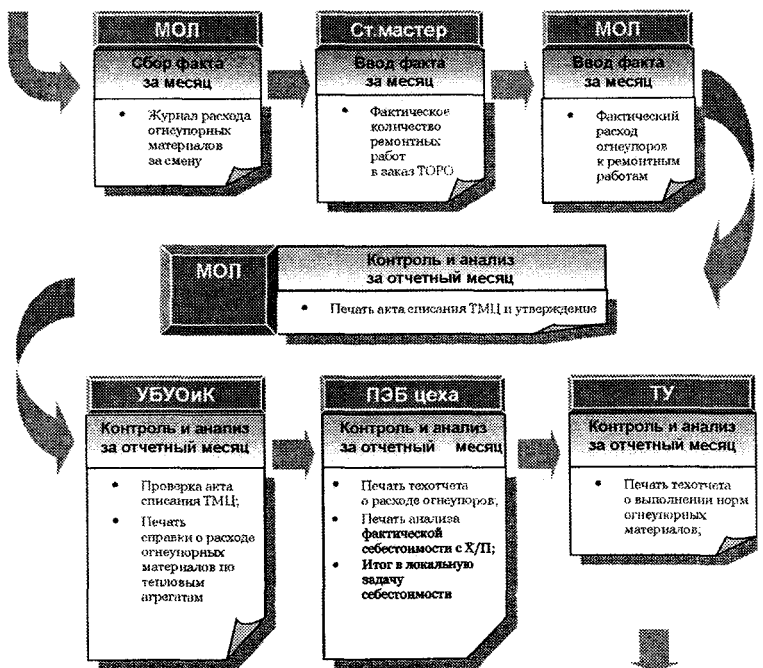 МОЛ
Сбор факта
за месяц
• Журнал расхода
огнеупорных
материалов
за смену
Ст.мастер
Ввод факта
за месяц
• Фактическое
количество
ремонтных
работ
в заказ ТОРО
МОЛ
Ввод факта
за месяц
• Фактический
расход
огнеупоров
к ремонтным
работам
МОЛ
Контроль и анализ
за отчетный месяц
• Печать акта списания ТМЦ и утверждение
УБУОиК
Контроль и анализ
за отчетный месяц
• Проверка акта
списания ТМЦ;
• Печать
справки о расходе
огнеупорных
материалов по
тепловым
агрегатам
ПЭБ цеха
Контроль и анализ
за отчетный месяц
• Печать техотчета
о расходе огнеупоров;
• Печать анализа
фактической
себестоимости с Х/П;
• Итог в локальную
задачу
себестоимости
ТУ
Контроль и анализ
за отчетный месяц
• Печать техотчета
о выполнении норм
огнеупорных
материалов;